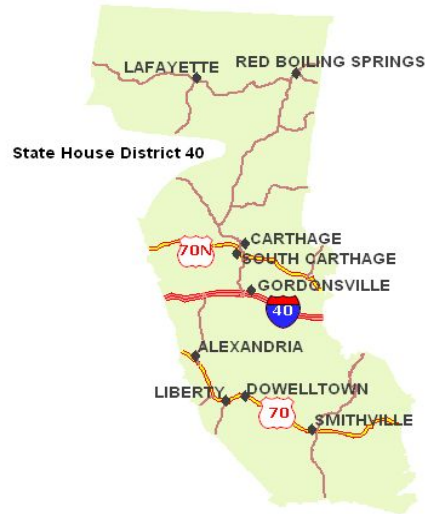 LAFAYETTE
RED BOILING SPRINGS
State House District 40
CARTHAGE
70N
SOUTH CARTHAGE
GORDONSVILLE
40
ALEXANDRIA
LIBERTY
DOWELLTOWN
70
SMITHVILLE